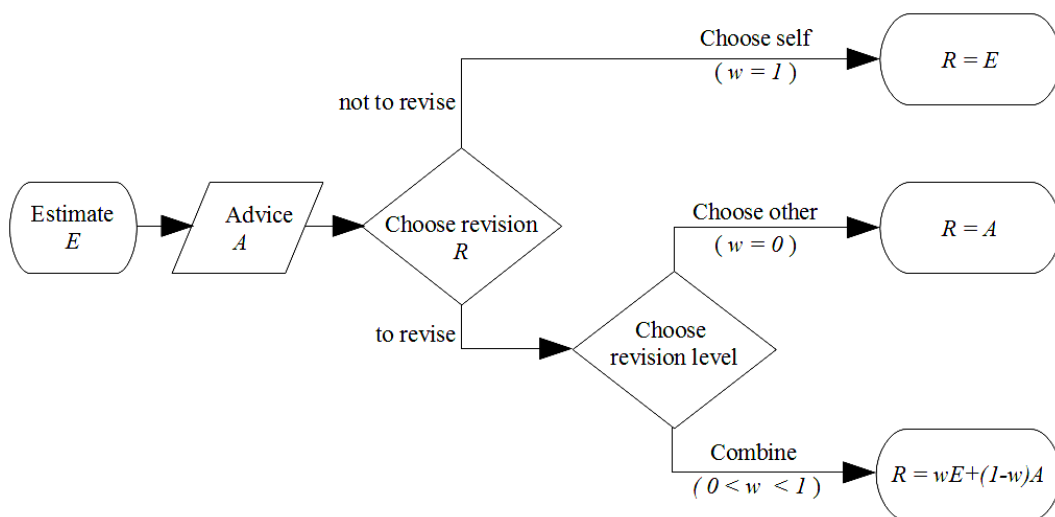 Choose self
( w = 1 )
R = E
not to revise
Estimate
E
Advice
A
Choose revision
R
Choose other
( w = 0 )
R = A
to revise
Choose
revision level
Combine
( 0 < w < 1 )
R = wE+(1-w)A